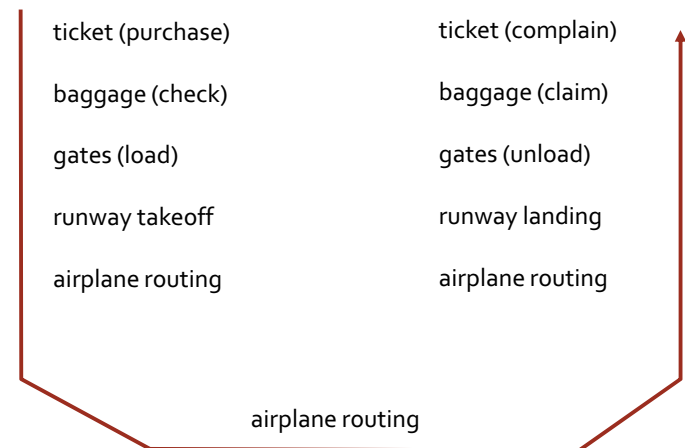 ticket (purchase)
baggage (check)
gates (load)
runway takeoff
airplane routing
ticket (complain)
baggage (claim)
gates (unload)
runway landing
airplane routing
airplane routing